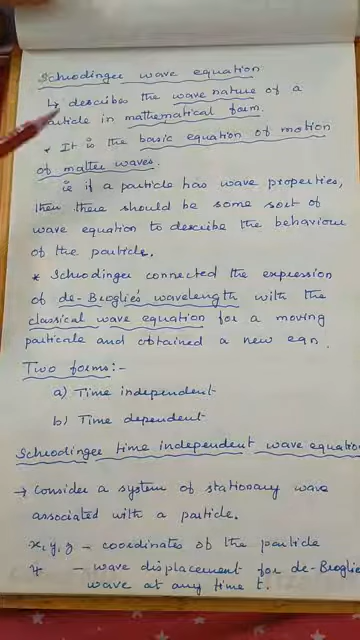 Schrodinger wave equation
↳ describes the wave nature of a
particle in mathematical form.
* It is the basic equation of motion
of matter waves.
ie if a particle has wave properties,
then there should be some sort of
wave equation to describe the behaviour
of the particle.
* Schrodinger connected the expression
of de-Broglie's wavelength with the
classical wave equation for a moving
particle and obtained a new eqn.
Two forms:-
a) Time independent
b) Time dependent
Schrodinger time independent wave equation
→ Consider a system of stationary wave
associated with a particle.
x, y, z - coordinates of the particle
ψ - wave displacement for de-Broglie
wave at any time t.